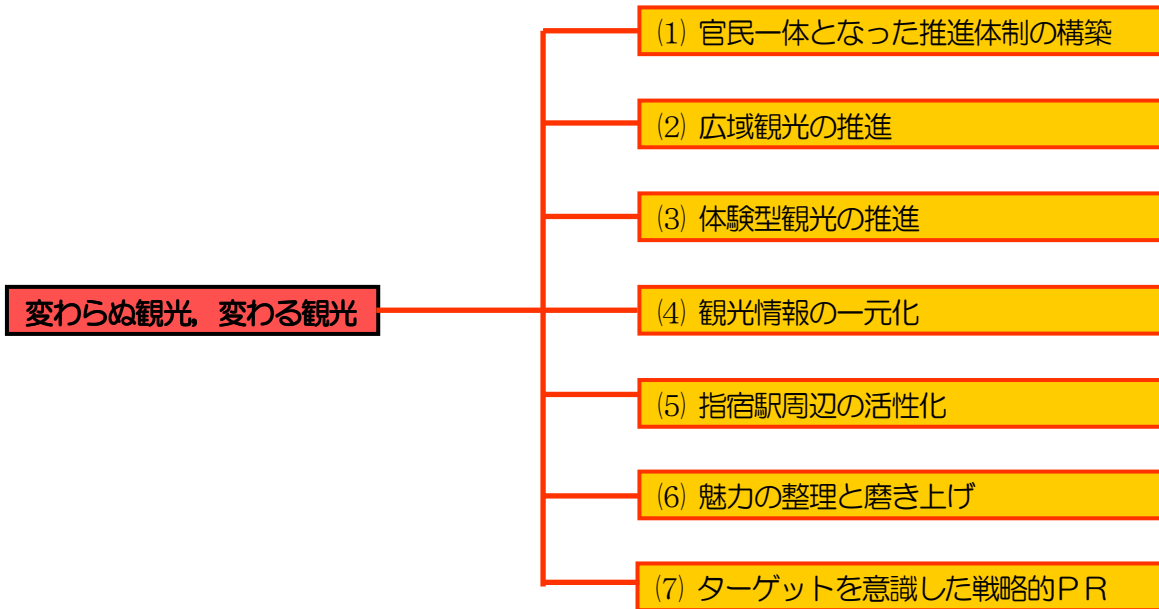 ⑴ 官民一体となった推進体制の構築
⑵ 広域観光の推進
⑶ 体験型観光の推進
変わらぬ観光，変わる観光
⑷ 観光情報の一元化
⑸ 指宿駅周辺の活性化
⑹ 魅力の整理と磨き上げ
⑺ ターゲットを意識した戦略的ＰＲ